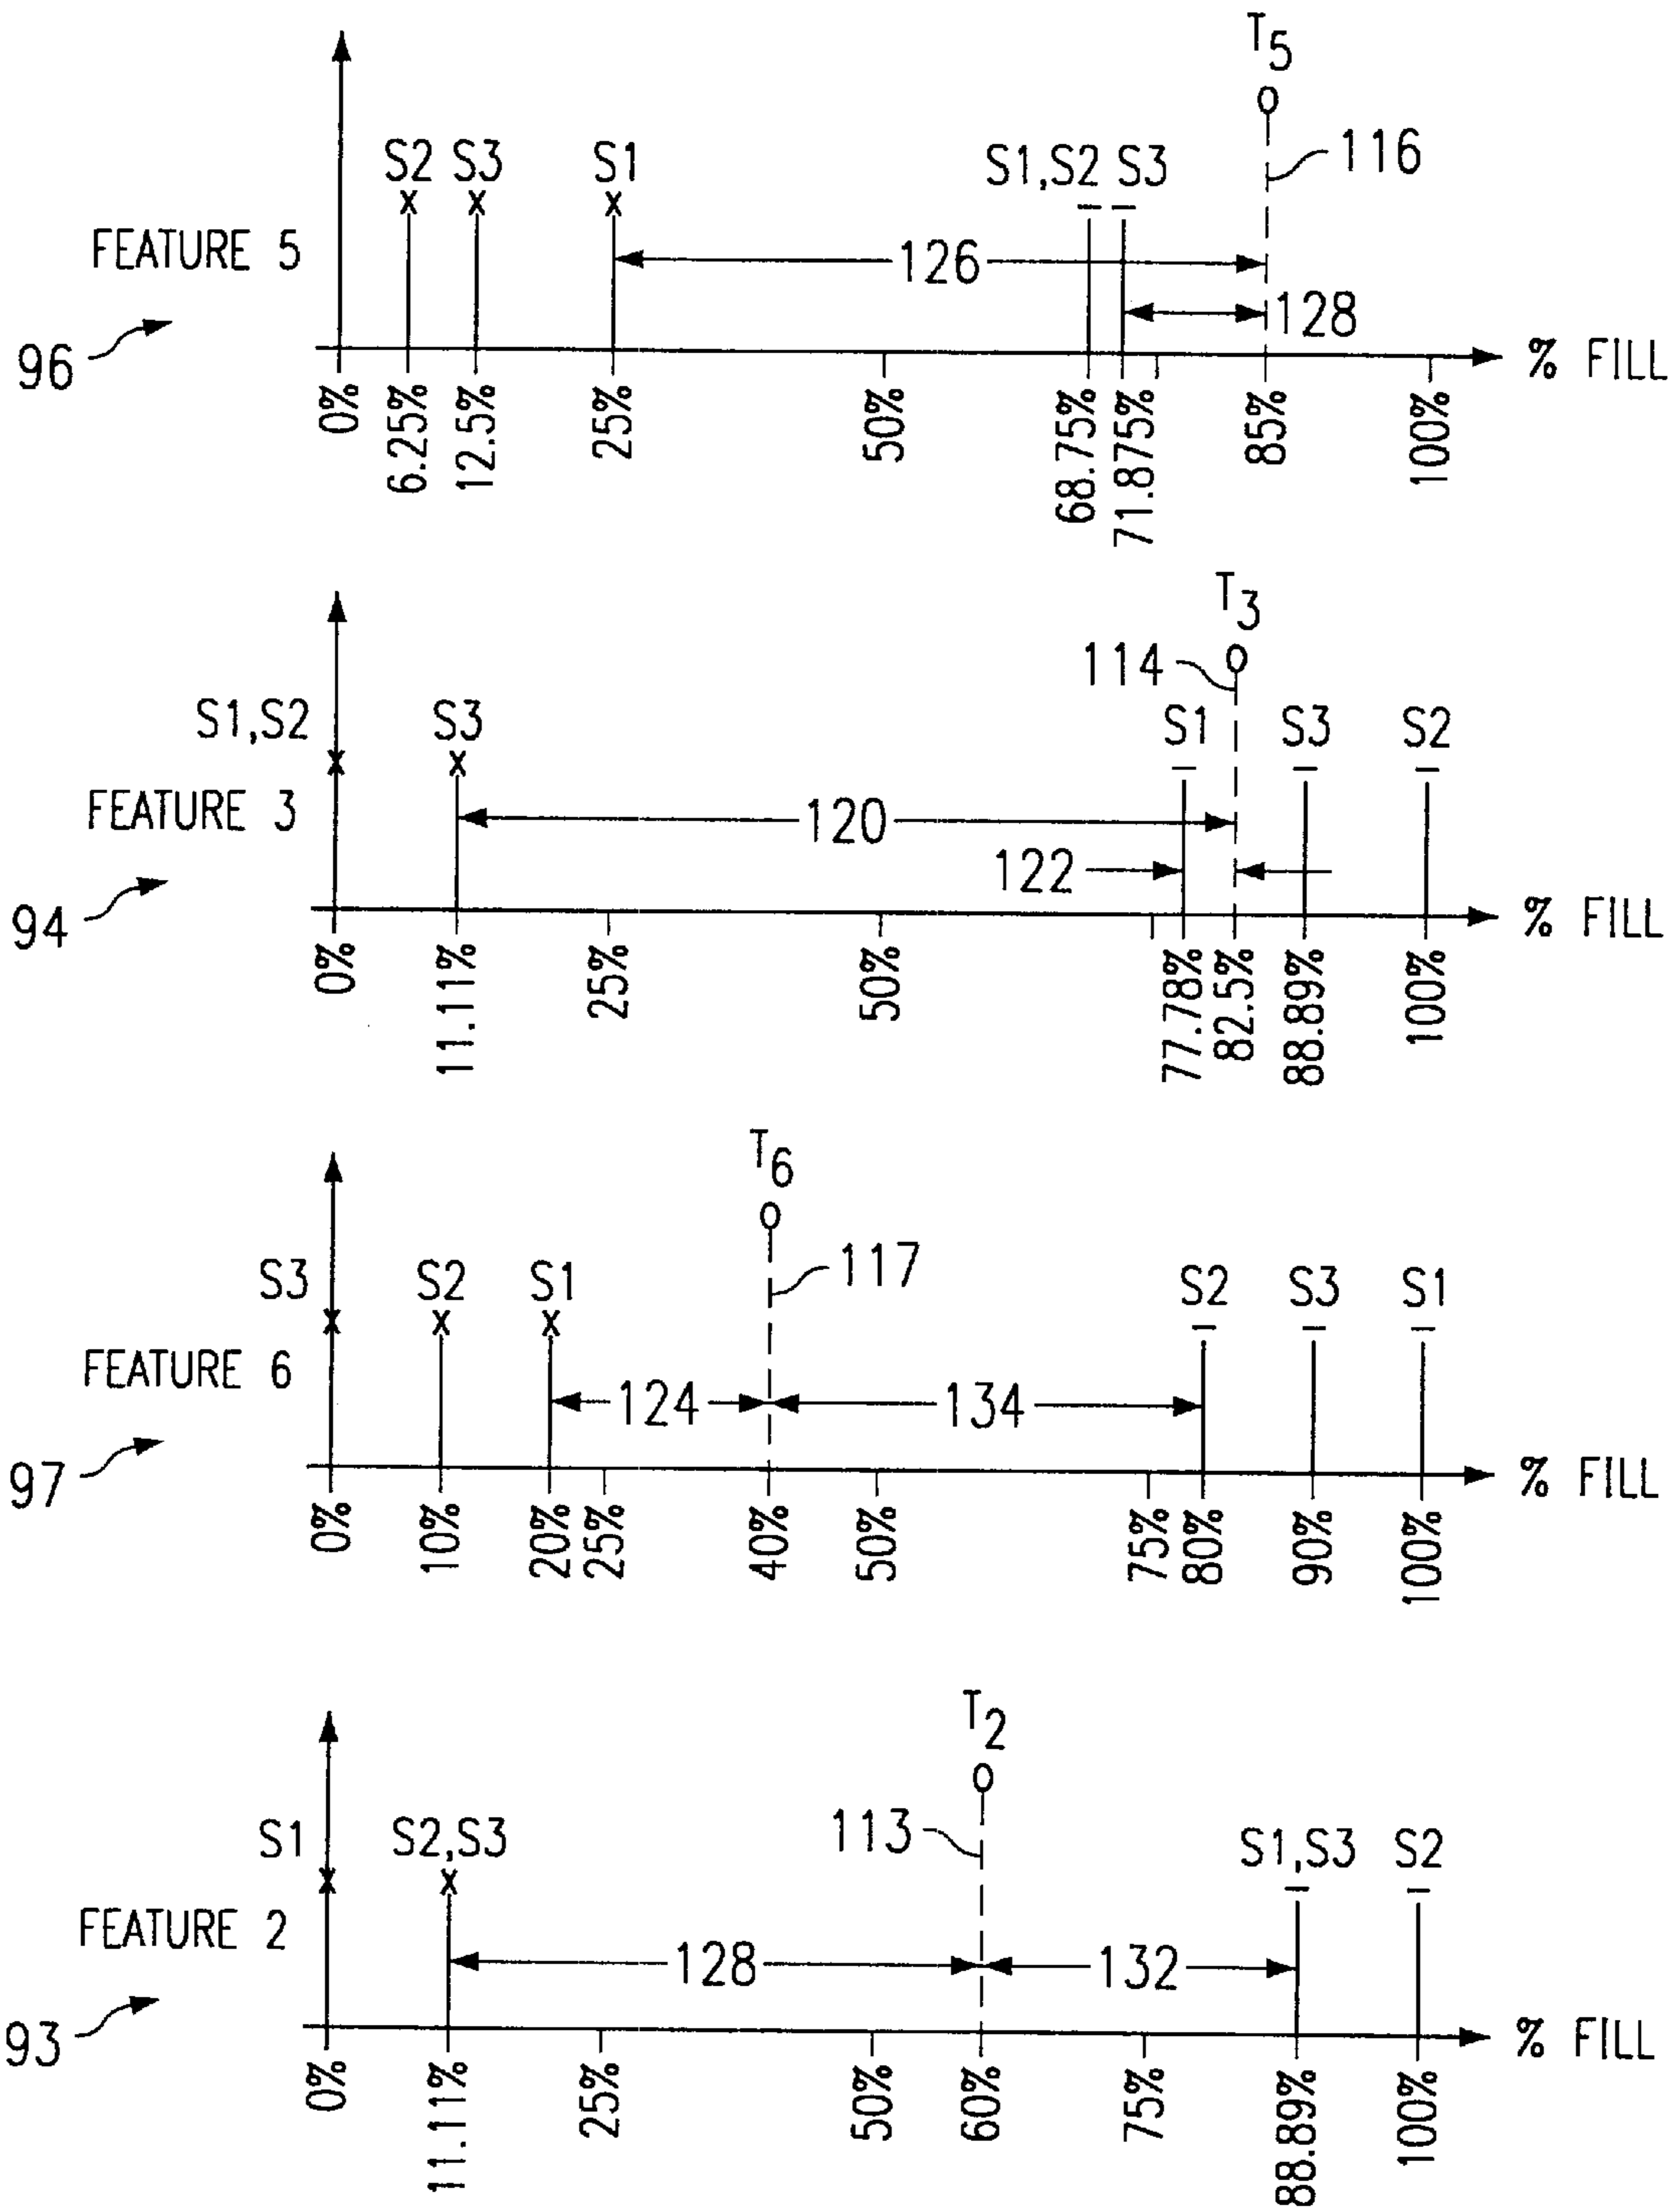 T5
S2 S3 S1 S1,S2 S3 116
FEATURE 5 126
128
96 % FILL
0% 6.25% 12.5% 25% 50% 68.75% 71.875% 85% 100%
T3
114
S1,S2 S3 S1 S3 S2
FEATURE 3 120
122
94 % FILL
0% 11.11% 25% 50% 77.78% 82.5% 88.89% 100%
T6
117
S3 S2 S1 S2 S3 S1
FEATURE 6 124 134
97 % FILL
0% 10% 20% 25% 40% 50% 75% 80% 90% 100%
T2
113
S1 S2,S3 S1,S3 S2
FEATURE 2 128 132
93 % FILL
0% 11.11% 25% 50% 60% 75% 88.89% 100%